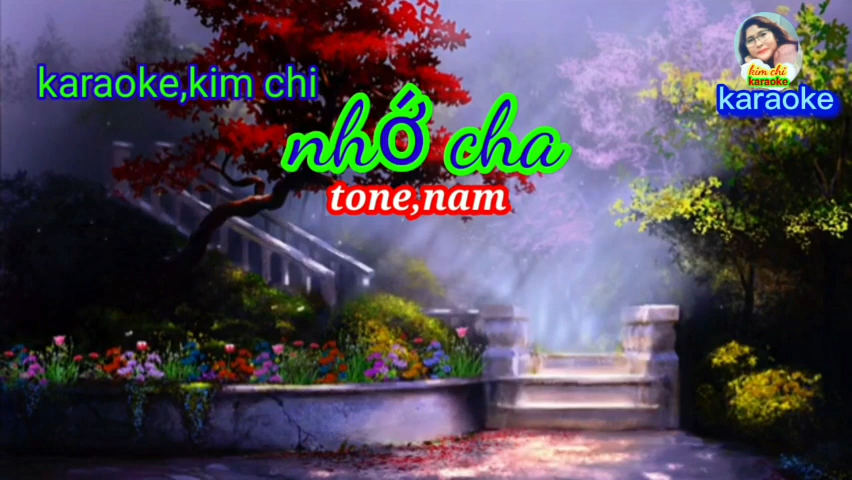 karaoke,kim chi
kim chi
karaoke
karaoke
nhớ cha
tone,nam